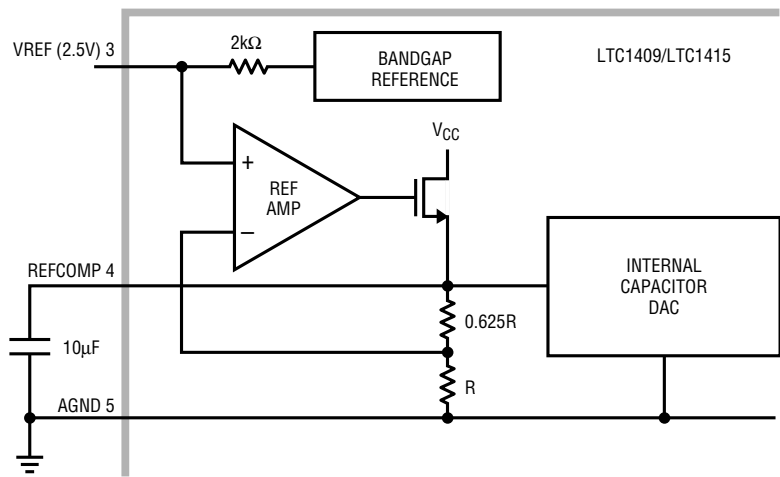 VREF (2.5V) 3
2kΩ
BANDGAP
REFERENCE
LTC1409/LTC1415
VCC
+
REF
AMP
−
REFCOMP 4
0.625R
INTERNAL
CAPACITOR
DAC
10µF
R
AGND 5